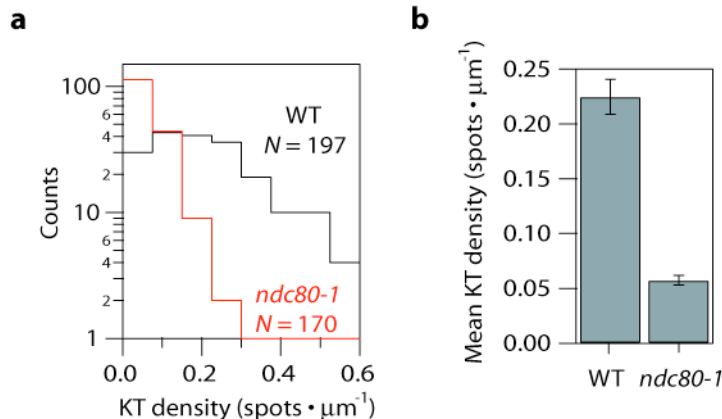 a
Counts
100
6
4
2
10
6
4
2
1
WT
N = 197
ndc80-1
N = 170
0.0 0.2 0.4 0.6
KT density (spots • μm-1)
b
Mean KT density (spots • μm-1)
0.25
0.20
0.15
0.10
0.05
0.00
WT ndc80-1